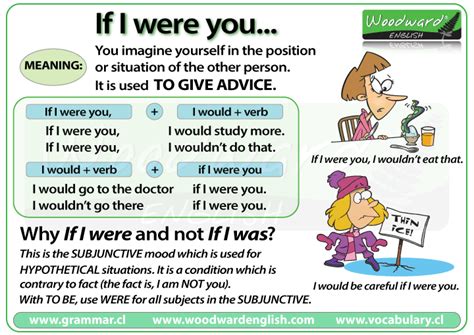 If I were you...
Woodward®
ENGLISH
MEANING:
You imagine yourself in the position
or situation of the other person.
It is used TO GIVE ADVICE.
If I were you, + I would + verb
If I were you, I would study more.
If I were you, I wouldn't do that.
I would + verb + if I were you
I would go to the doctor if I were you.
I wouldn't go there if I were you.
If I were you, I wouldn't eat that.
THIN
ICE!
I would be careful if I were you.
Why If I were and not If I was?
This is the SUBJUNCTIVE mood which is used for
HYPOTHETICAL situations. It is a condition which is
contrary to fact (the fact is, I am NOT you).
With TO BE, use WERE for all subjects in the SUBJUNCTIVE.
www.grammar.cl www.woodwardenglish.com www.vocabulary.cl